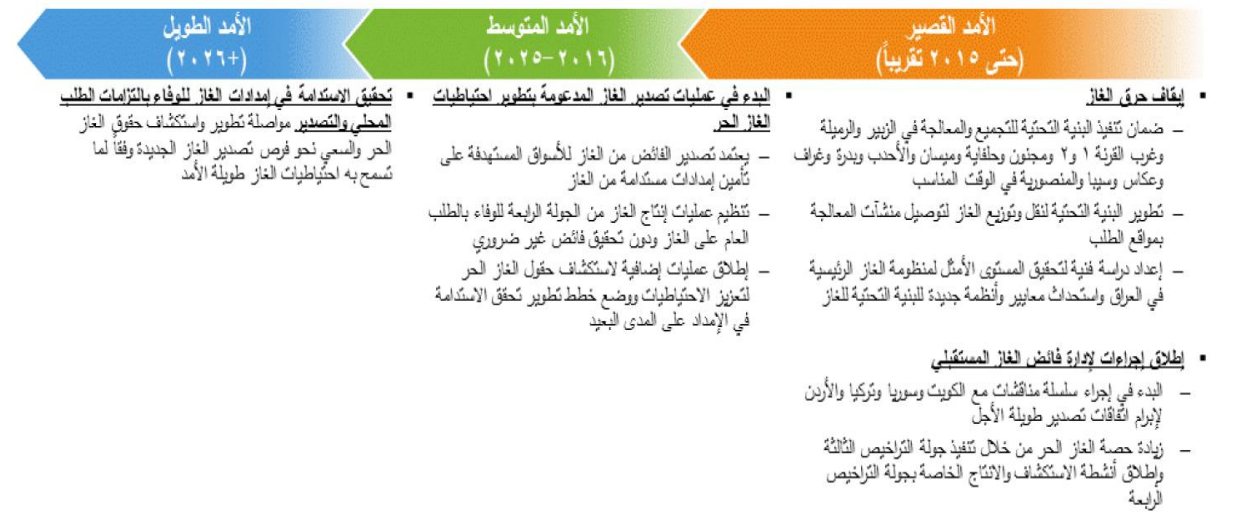 الأمد القصير
(حتى ٢٠١٥ تقريباً)
▪ إيقاف حرق الغاز
– ضمان تنفيذ البنية التحتية للتجميع والمعالجة في الزبير والرميلة
وغرب القرنة ١ و٢ ومجنون وحلفاية وميسان والأحدب وبدرة وغراف
وعكاس وسيبا والمنصورية في الوقت المناسب
– تطوير البنية التحتية لنقل وتوزيع الغاز لتوصيل منشآت المعالجة
بمواقع الطلب
– إعداد دراسة فنية لتحقيق المستوى الأمثل لمنظومة الغاز الرئيسية
في العراق واستحداث معايير وأنظمة جديدة للبنية التحتية للغاز
▪ إطلاق إجراءات لإدارة فائض الغاز المستقبلي
– البدء في إجراء سلسلة مناقشات مع الكويت وسوريا وتركيا والأردن
لإبرام اتفاقات تصدير طويلة الأجل
– زيادة حصة الغاز الحر من خلال تنفيذ جولة التراخيص الثالثة
وإطلاق أنشطة الاستكشاف والانتاج الخاصة بجولة التراخيص
الرابعة
الأمد المتوسط
(٢٠١٦–٢٠٢٥)
▪ البدء في عمليات تصدير الغاز المدعومة بتطوير احتياطيات
الغاز الحر
– يعتمد تصدير الفائض من الغاز للأسواق المستهدفة على
تأمين إمدادات مستدامة من الغاز
– تنظيم عمليات إنتاج الغاز من الجولة الرابعة للوفاء بالطلب
العام على الغاز ودون تحقيق فائض غير ضروري
– إطلاق عمليات إضافية لاستكشاف حقول الغاز الحر
لتعزيز الاحتياطيات ووضع خطط تطوير تحقق الاستدامة
في الإمداد على المدى البعيد
الأمد الطويل
(٢٠٢٦+)
▪ تحقيق الاستدامة في إمدادات الغاز للوفاء بالتزامات الطلب
المحلي والتصدير مواصلة تطوير واستكشاف حقول الغاز
الحر والسعي نحو فرص تصدير الغاز الجديدة وفقاً لما
تسمح به احتياطيات الغاز طويلة الأمد